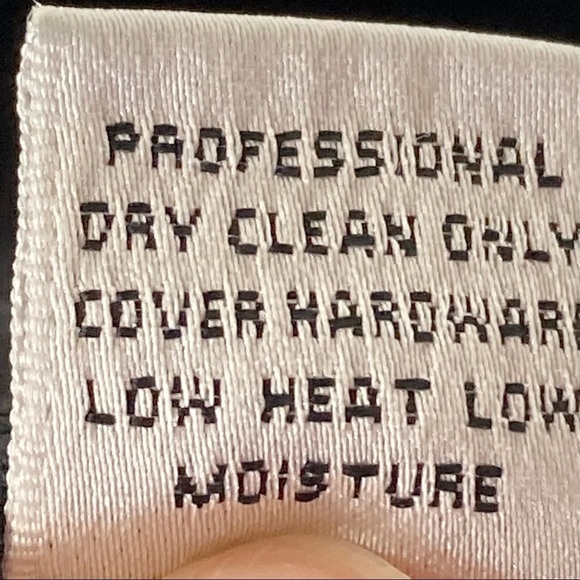 PROFESSIONAL
DRY CLEAN ONLY
COVER HARDWARE
LOW HEAT LOW
MOISTURE